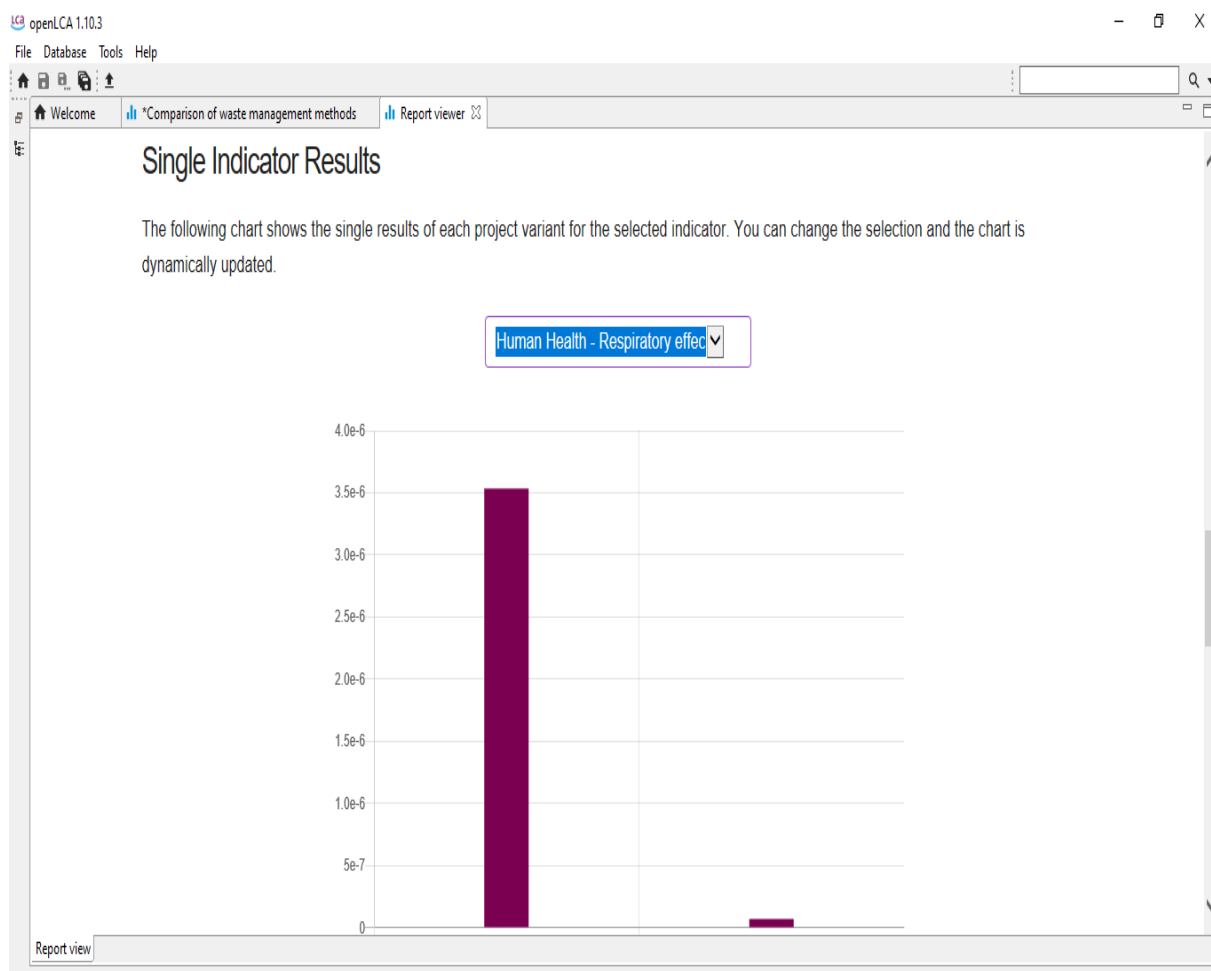 LCa openLCA 1.10.3
File Database Tools Help
Welcome *Comparison of waste management methods Report viewer
Single Indicator Results
The following chart shows the single results of each project variant for the selected indicator. You can change the selection and the chart is
dynamically updated.
Human Health - Respiratory effec
4.0e-6
3.5e-6
3.0e-6
2.5e-6
2.0e-6
1.5e-6
1.0e-6
5e-7
0
Report view